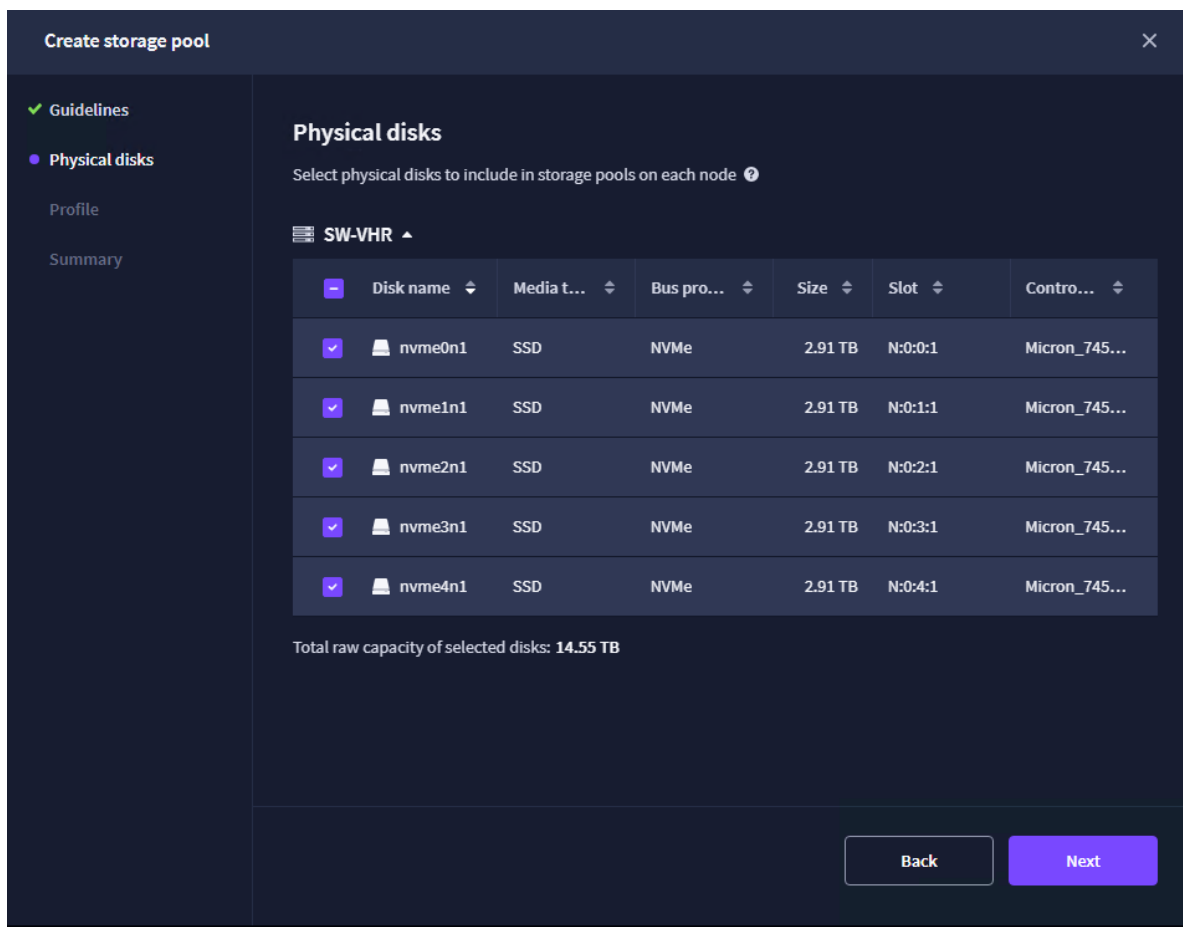 Create storage pool
Guidelines
Physical disks
Profile
Summary
Physical disks
Select physical disks to include in storage pools on each node ?
SW-VHR
Disk name Media t... Bus pro... Size Slot Contro...
nvme0n1 SSD NVMe 2.91 TB N:0:0:1 Micron_745...
nvme1n1 SSD NVMe 2.91 TB N:0:1:1 Micron_745...
nvme2n1 SSD NVMe 2.91 TB N:0:2:1 Micron_745...
nvme3n1 SSD NVMe 2.91 TB N:0:3:1 Micron_745...
nvme4n1 SSD NVMe 2.91 TB N:0:4:1 Micron_745...
Total raw capacity of selected disks: 14.55 TB
Back Next